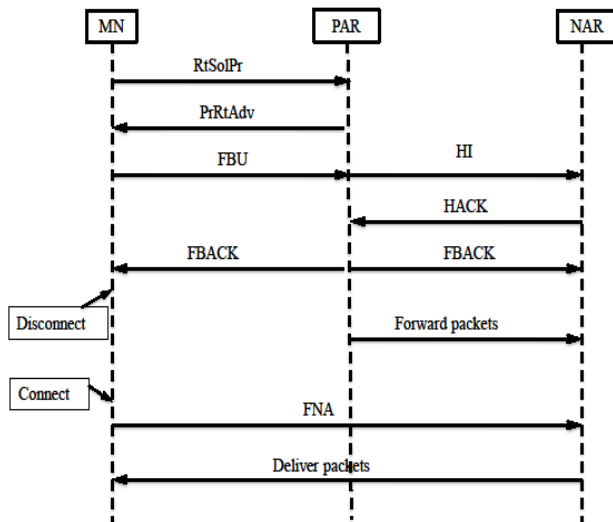 MN
PAR
NAR
RtSolPr
PrRtAdv
FBU
HI
HACK
FBACK
FBACK
Disconnect
Forward packets
Connect
FNA
Deliver packets